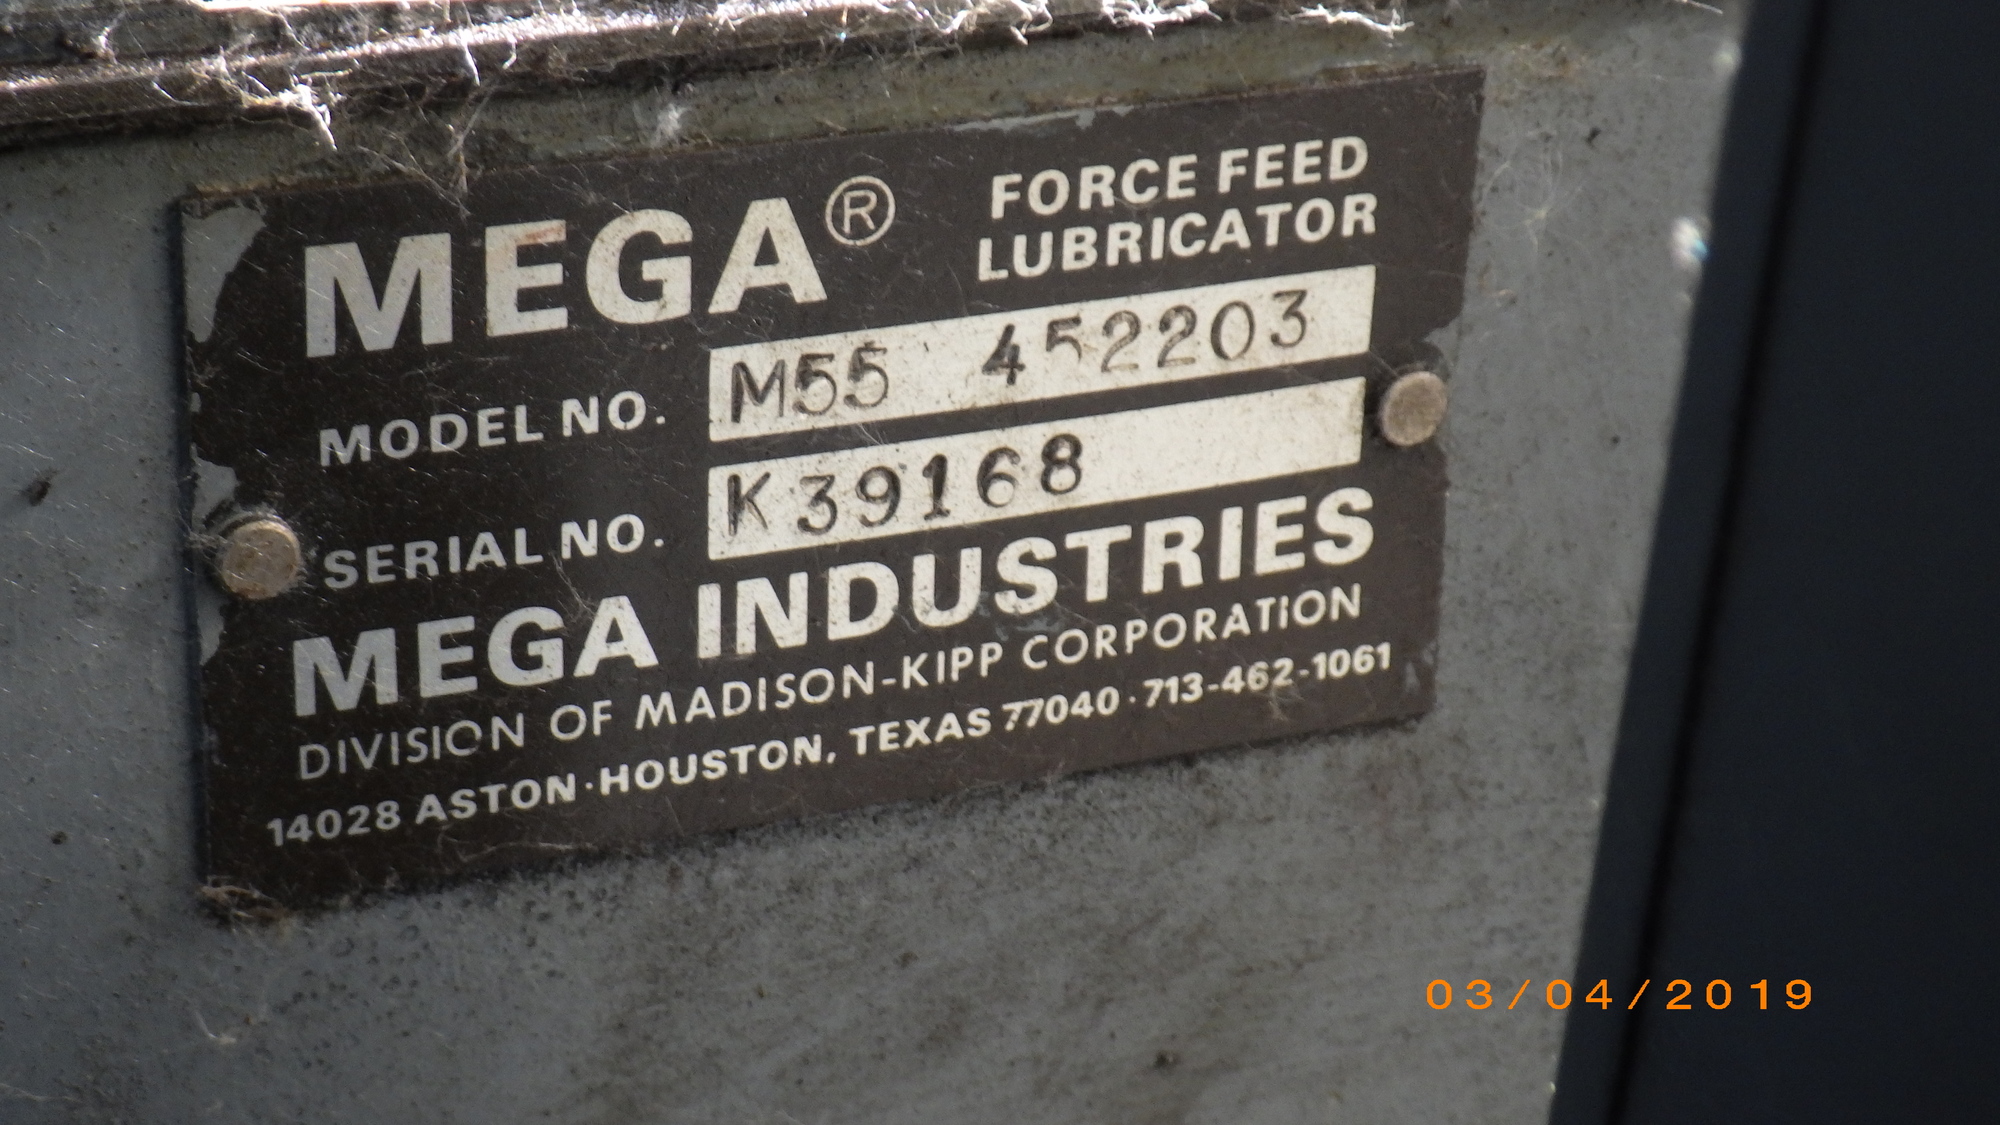 MEGA®
FORCE FEED
LUBRICATOR
MODEL NO. M55 452203
SERIAL NO. K39168
MEGA INDUSTRIES
DIVISION OF MADISON-KIPP CORPORATION
14028 ASTON·HOUSTON, TEXAS 77040·713-462-1061
03/04/2019